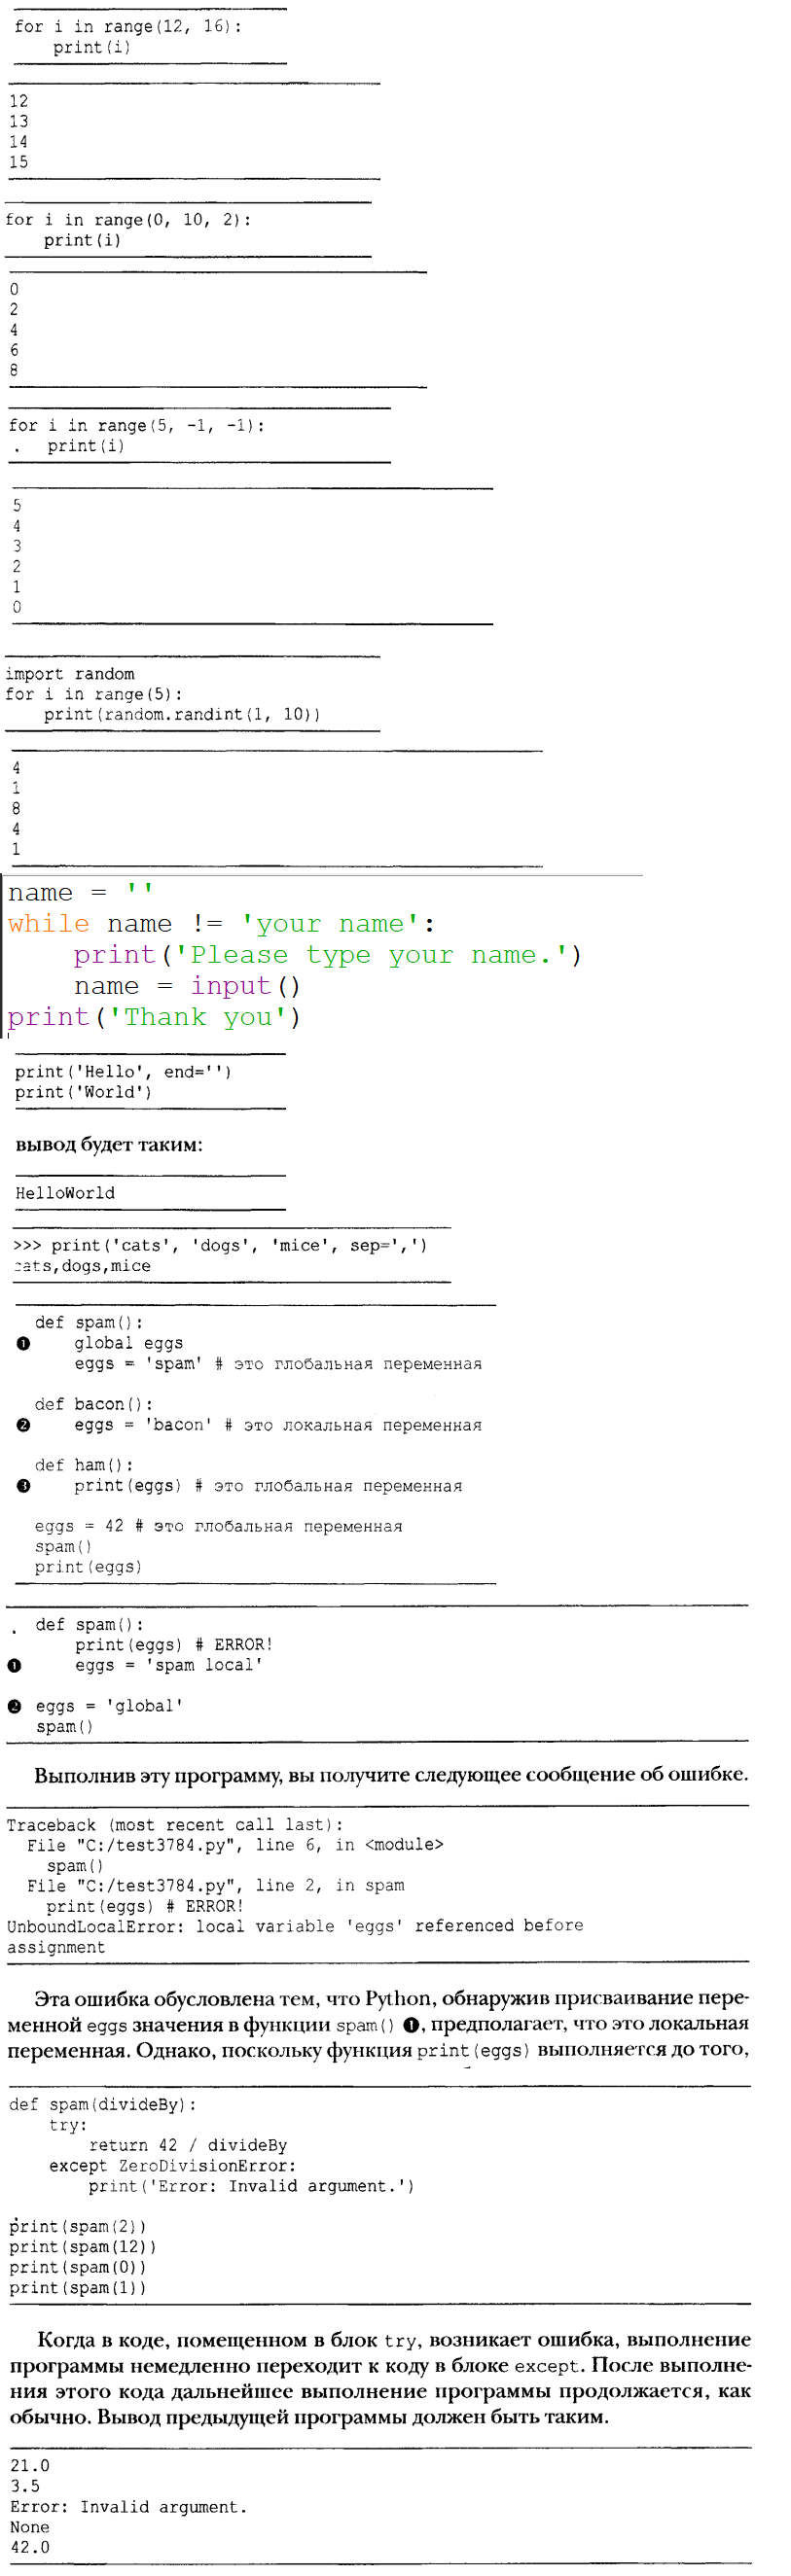 for i in range(12, 16):
    print(i)
12
13
14
15
for i in range(0, 10, 2):
    print(i)
0
2
4
6
8
for i in range(5, -1, -1):
    print(i)
5
4
3
2
1
0
import random
for i in range(5):
    print(random.randint(1, 10))
4
1
8
4
1
name = ''
while name != 'your name':
    print('Please type your name.')
    name = input()
print('Thank you')
print('Hello', end='')
print('World')
вывод будет таким:
HelloWorld
>>> print('cats', 'dogs', 'mice', sep=',')
cats,dogs,mice
def spam():
❶    global eggs
    eggs = 'spam' # это глобальная переменная
def bacon():
❷    eggs = 'bacon' # это локальная переменная
def ham():
❸    print(eggs) # это глобальная переменная
eggs = 42 # это глобальная переменная
spam()
print(eggs)
def spam():
    print(eggs) # ERROR!
❶    eggs = 'spam local'
❷ eggs = 'global'
spam()
Выполнив эту программу, вы получите следующее сообщение об ошибке.
Traceback (most recent call last):
  File "C:/test3784.py", line 6, in <module>
    spam()
  File "C:/test3784.py", line 2, in spam
    print(eggs) # ERROR!
UnboundLocalError: local variable 'eggs' referenced before
assignment
Эта ошибка обусловлена тем, что Python, обнаружив присваивание пере-
менной eggs значения в функции spam() ❶, предполагает, что это локальная
переменная. Однако, поскольку функция print(eggs) выполняется до того,
def spam(divideBy):
    try:
        return 42 / divideBy
    except ZeroDivisionError:
        print('Error: Invalid argument.')
print(spam(2))
print(spam(12))
print(spam(0))
print(spam(1))
Когда в коде, помещенном в блок try, возникает ошибка, выполнение
программы немедленно переходит к коду в блоке except. После выполне-
ния этого кода дальнейшее выполнение программы продолжается, как
обычно. Вывод предыдущей программы должен быть таким.
21.0
3.5
Error: Invalid argument.
None
42.0